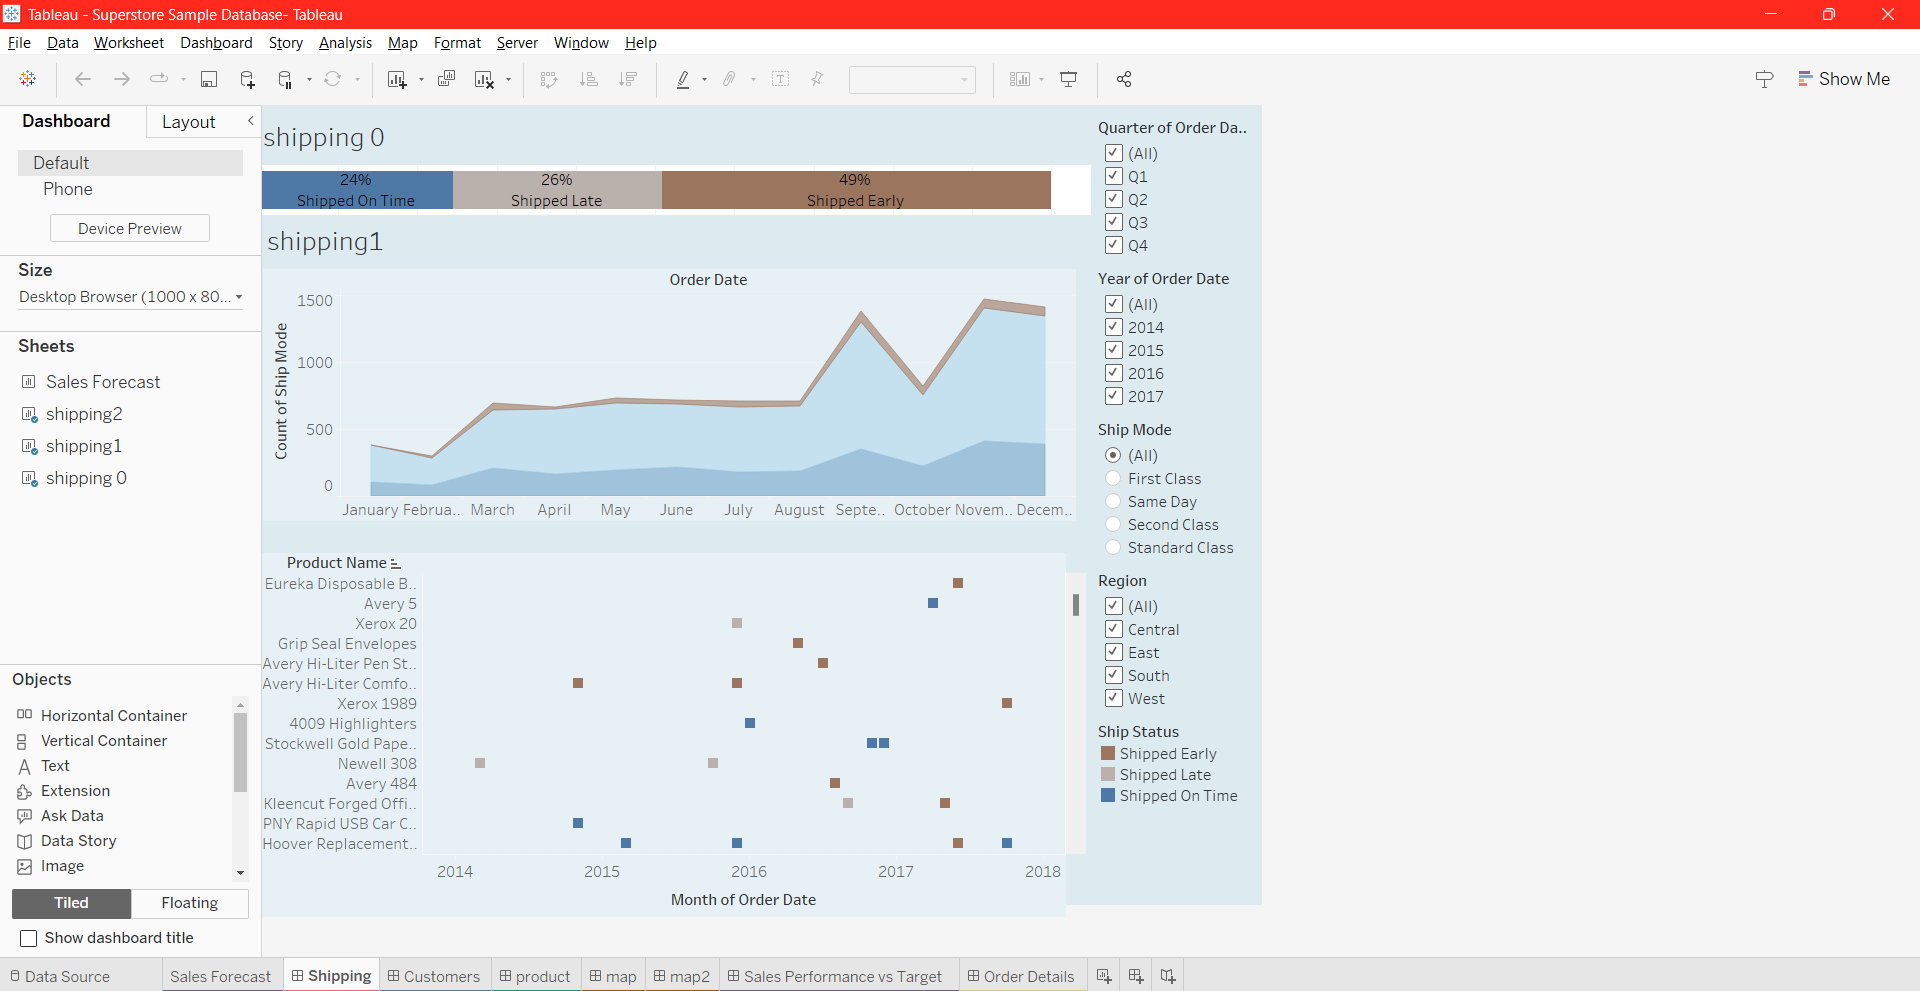 Tableau - Superstore Sample Database- Tableau
File Data Worksheet Dashboard Story Analysis Map Format Server Window Help
Show Me
Dashboard Layout
Default
Phone
Device Preview
Size
Desktop Browser (1000 x 80...
Sheets
Sales Forecast
shipping2
shipping1
shipping 0
Objects
Horizontal Container
Vertical Container
Text
Extension
Ask Data
Data Story
Image
Tiled Floating
Show dashboard title
shipping 0
24% 26% 49%
Shipped On Time Shipped Late Shipped Early
shipping1
Order Date
Count of Ship Mode
1500
1000
500
0
January Februa.. March April May June July August Septe.. October Novem.. Decem..
Product Name
Eureka Disposable B..
Avery 5
Xerox 20
Grip Seal Envelopes
Avery Hi-Liter Pen St..
Avery Hi-Liter Comfo..
Xerox 1989
4009 Highlighters
Stockwell Gold Pape..
Newell 308
Avery 484
Kleencut Forged Offi..
PNY Rapid USB Car C..
Hoover Replacement..
2014 2015 2016 2017 2018
Month of Order Date
Quarter of Order Da..
(All)
Q1
Q2
Q3
Q4
Year of Order Date
(All)
2014
2015
2016
2017
Ship Mode
(All)
First Class
Same Day
Second Class
Standard Class
Region
(All)
Central
East
South
West
Ship Status
Shipped Early
Shipped Late
Shipped On Time
Data Source Sales Forecast Shipping Customers product map map2 Sales Performance vs Target Order Details